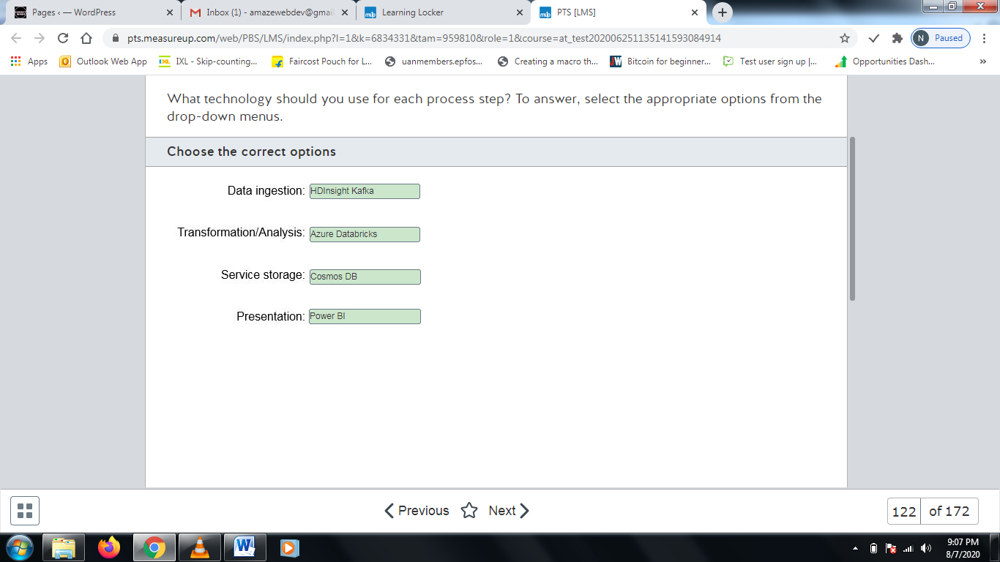 Pages ‹ — WordPress
Inbox (1) - amazewebdev@gmail
Learning Locker
PTS [LMS]
pts.measureup.com/web/PBS/LMS/index.php?l=1&k=6834331&tam=959810&role=1&course=at_test202006251135141593084914
N Paused
Apps
Outlook Web App
IXL - Skip-counting...
Faircost Pouch for L...
uanmembers.epfos...
Creating a macro th...
Bitcoin for beginner...
Test user sign up |...
Opportunities Dash...
»
What technology should you use for each process step? To answer, select the appropriate options from the
drop-down menus.
Choose the correct options
Data ingestion: HDInsight Kafka
Transformation/Analysis: Azure Databricks
Service storage: Cosmos DB
Presentation: Power BI
Previous
Next
122 of 172
9:07 PM
8/7/2020